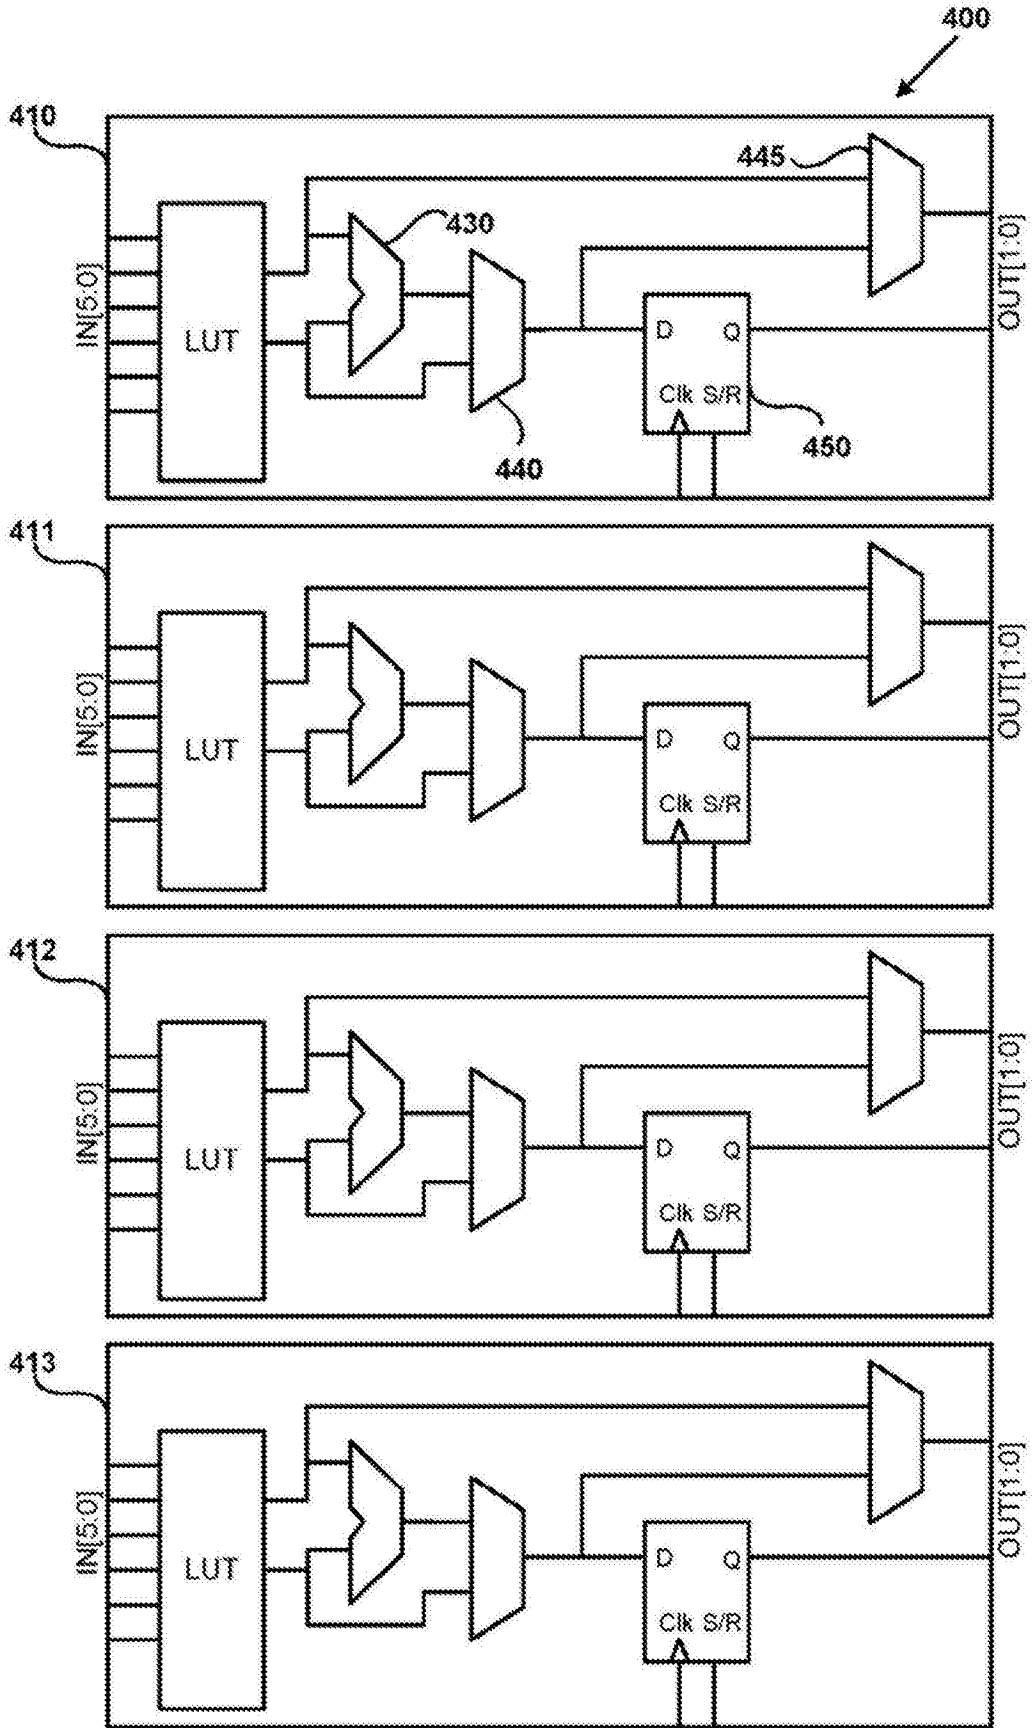 400
410
445
430
IN[5:0]
LUT
OUT[1:0]
D Q
Clk S/R
440
450
411
IN[5:0]
LUT
OUT[1:0]
D Q
Clk S/R
412
IN[5:0]
LUT
OUT[1:0]
D Q
Clk S/R
413
IN[5:0]
LUT
OUT[1:0]
D Q
Clk S/R